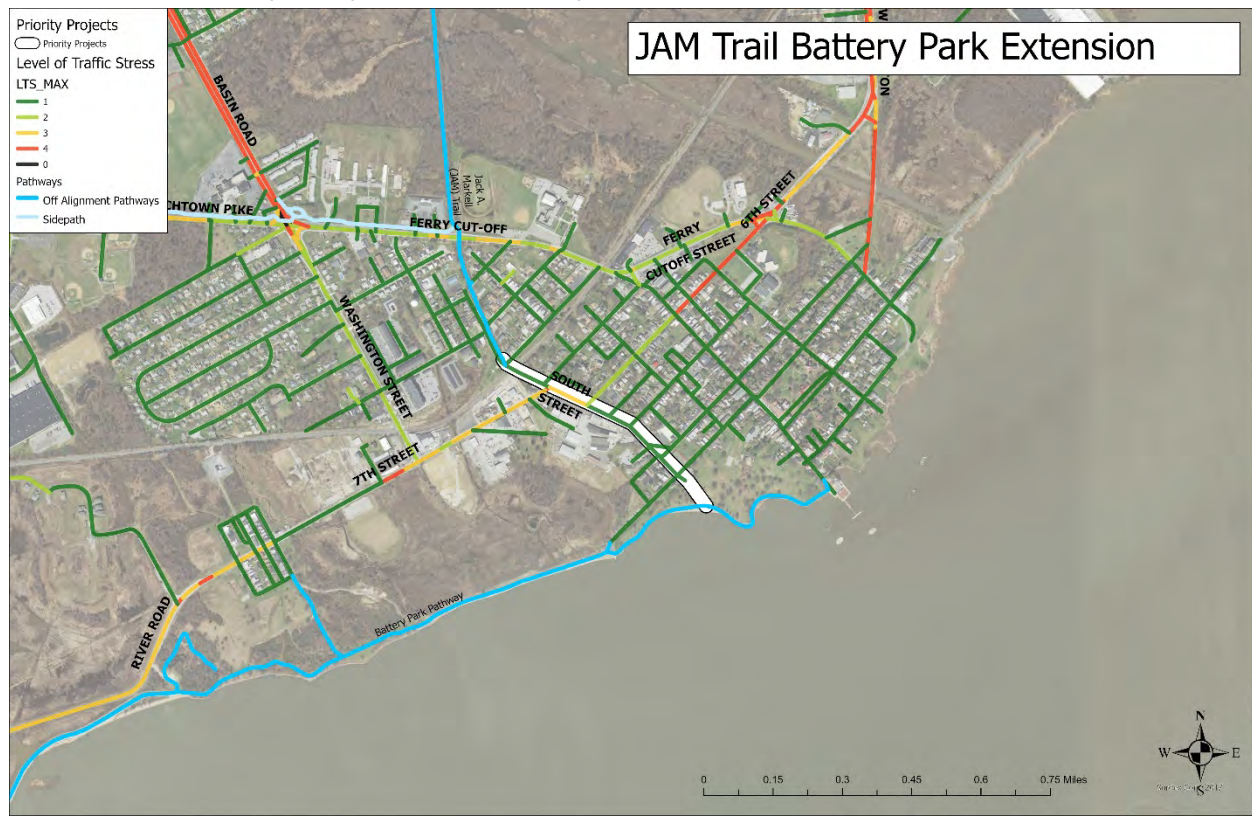 JAM Trail Battery Park Extension
Priority Projects
Priority Projects
Level of Traffic Stress
LTS_MAX
1
2
3
4
0
Pathways
Off Alignment Pathways
Sidepath
BASIN ROAD
CHTOWN PIKE
Jack A.
Markell
(JAM) Trail
FERRY CUT-OFF
FERRY
CUTOFF STREET
6TH STREET
W
ON
WASHINGTON STREET
SOUTH
STREET
7TH STREET
RIVER ROAD
Battery Park Pathway
N
W
E
S
0
0.15
0.3
0.45
0.6
0.75 Miles